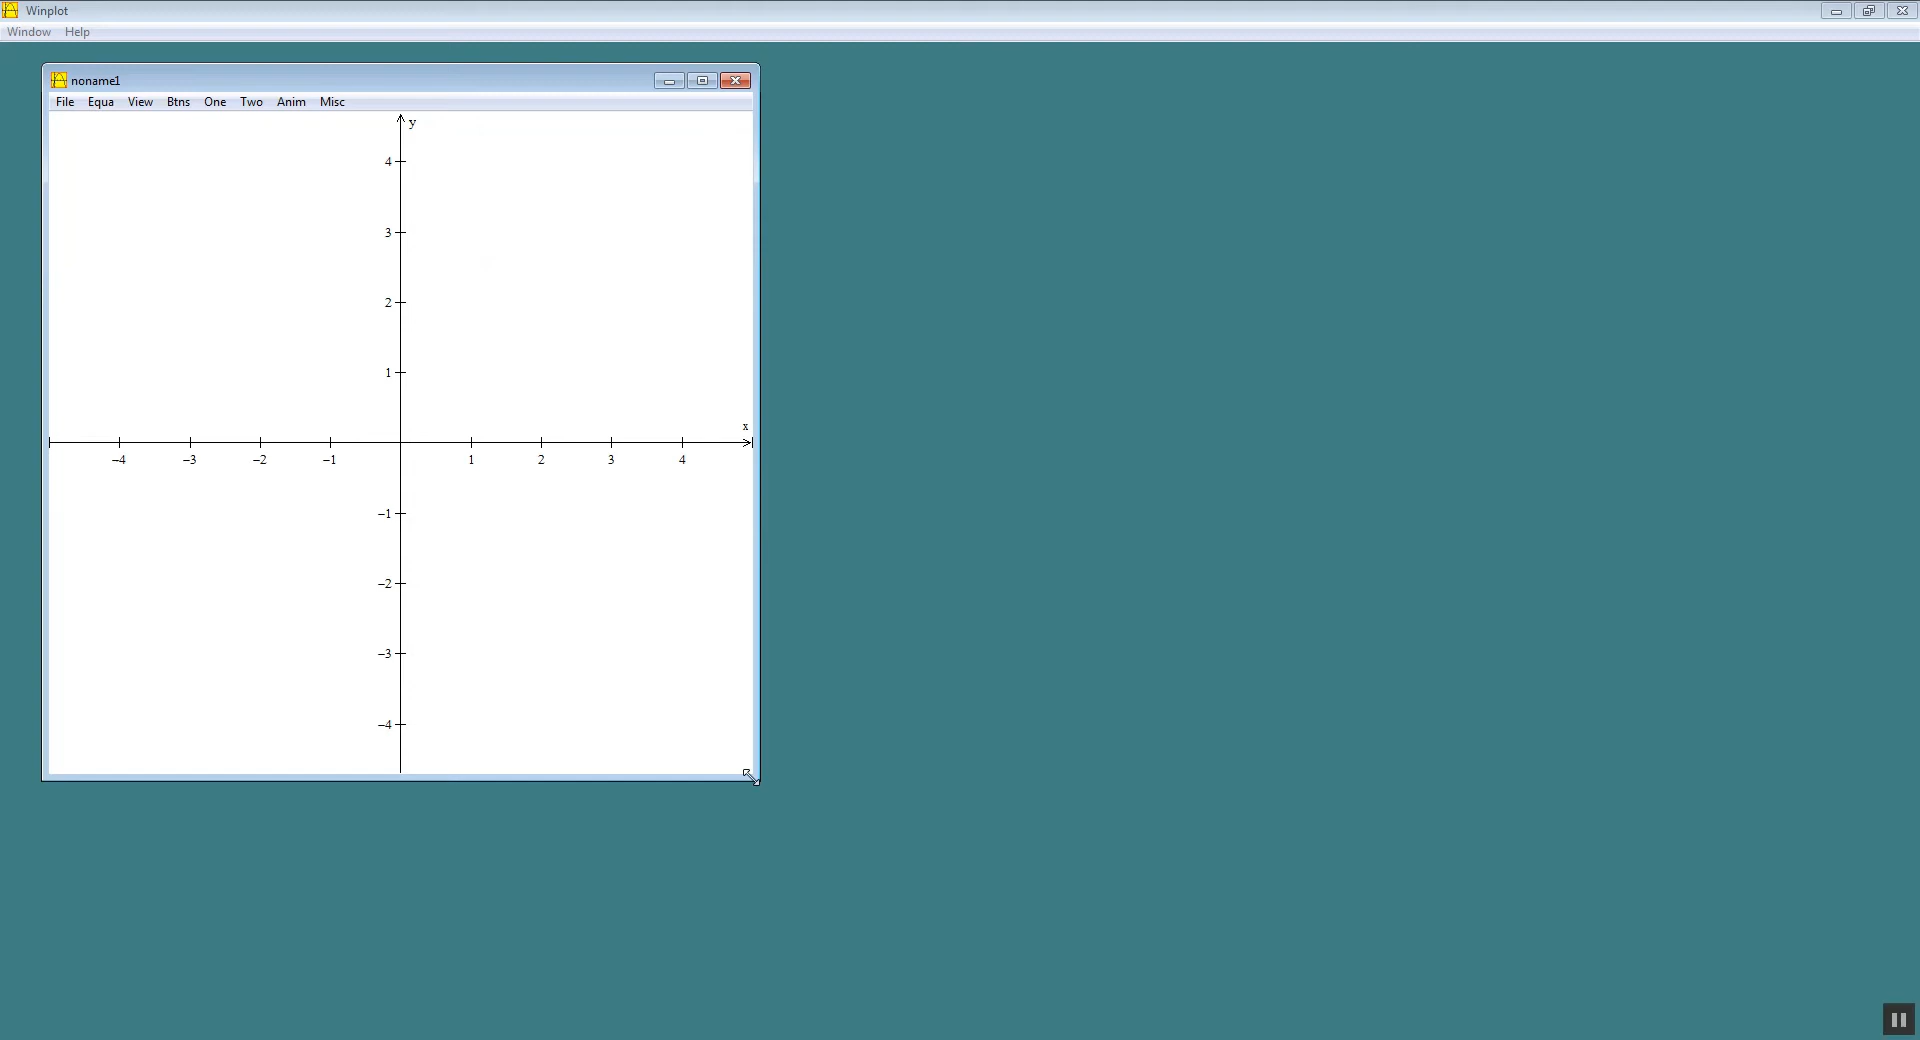 Winplot
Window Help
noname1
File Equa View Btns One Two Anim Misc
y
4
3
2
1
x
−4 −3 −2 −1 1 2 3 4
−1
−2
−3
−4